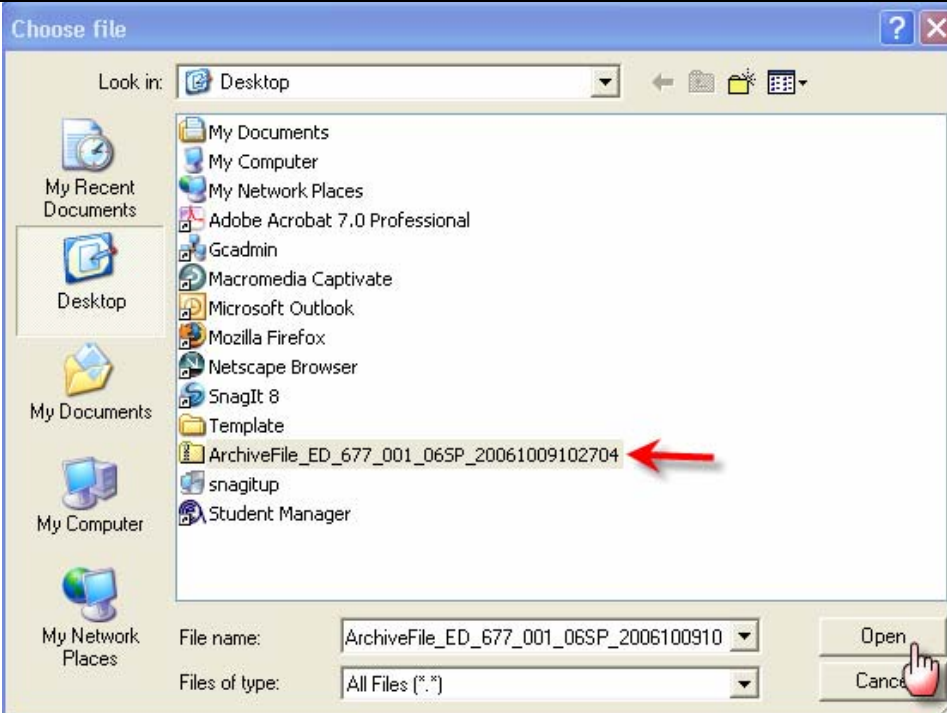 Choose file
Look in: Desktop
My Recent
Documents
Desktop
My Documents
My Computer
My Network
Places
My Documents
My Computer
My Network Places
Adobe Acrobat 7.0 Professional
Gcadmin
Macromedia Captivate
Microsoft Outlook
Mozilla Firefox
Netscape Browser
SnagIt 8
Template
ArchiveFile_ED_677_001_06SP_20061009102704
snagitup
Student Manager
File name: ArchiveFile_ED_677_001_06SP_2006100910 Open
Files of type: All Files (*.*) Cance